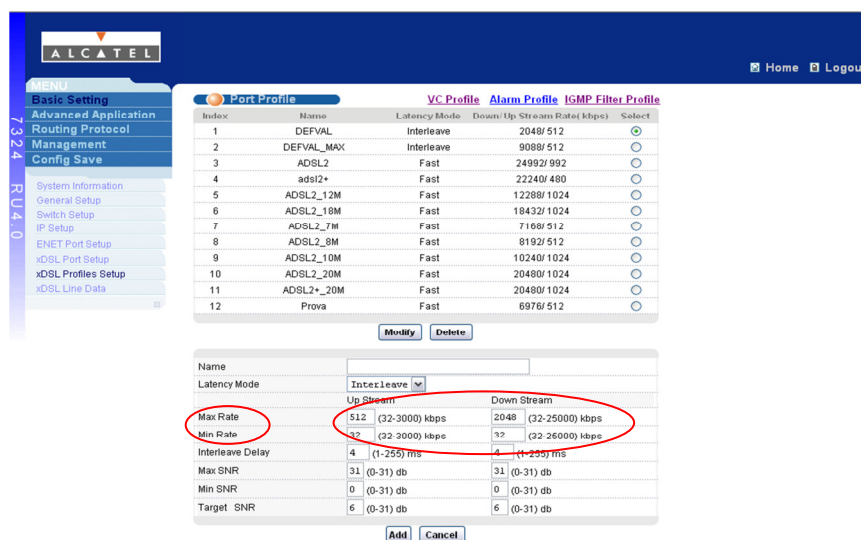 ALCATEL
Home Logou
7324 RU4.0
MENU
Basic Setting
Advanced Application
Routing Protocol
Management
Config Save
System Information
General Setup
Switch Setup
IP Setup
ENET Port Setup
xDSL Port Setup
xDSL Profiles Setup
xDSL Line Data
Port Profile VC Profile Alarm Profile IGMP Filter Profile
Index Name Latency Mode Down/Up Stream Rate( kbps) Select
1 DEFVAL Interleave 2048/ 512
2 DEFVAL_MAX Interleave 9088/ 512
3 ADSL2 Fast 24992/ 992
4 adsl2+ Fast 22240/ 480
5 ADSL2_12M Fast 12288/ 1024
6 ADSL2_18M Fast 18432/ 1024
7 ADSL2_7M Fast 7168/ 512
8 ADSL2_8M Fast 8192/ 512
9 ADSL2_10M Fast 10240/ 1024
10 ADSL2_20M Fast 20480/ 1024
11 ADSL2+_20M Fast 20480/ 1024
12 Prova Fast 6976/ 512
Modify Delete
Name
Latency Mode Interleave
Up Stream Down Stream
Max Rate 512 (32-3000) kbps 2048 (32-25000) kbps
Min Rate 32 (32-3000) kbps 32 (32-25000) kbps
Interleave Delay 4 (1-255) ms 4 (1-255) ms
Max SNR 31 (0-31) db 31 (0-31) db
Min SNR 0 (0-31) db 0 (0-31) db
Target SNR 6 (0-31) db 6 (0-31) db
Add Cancel